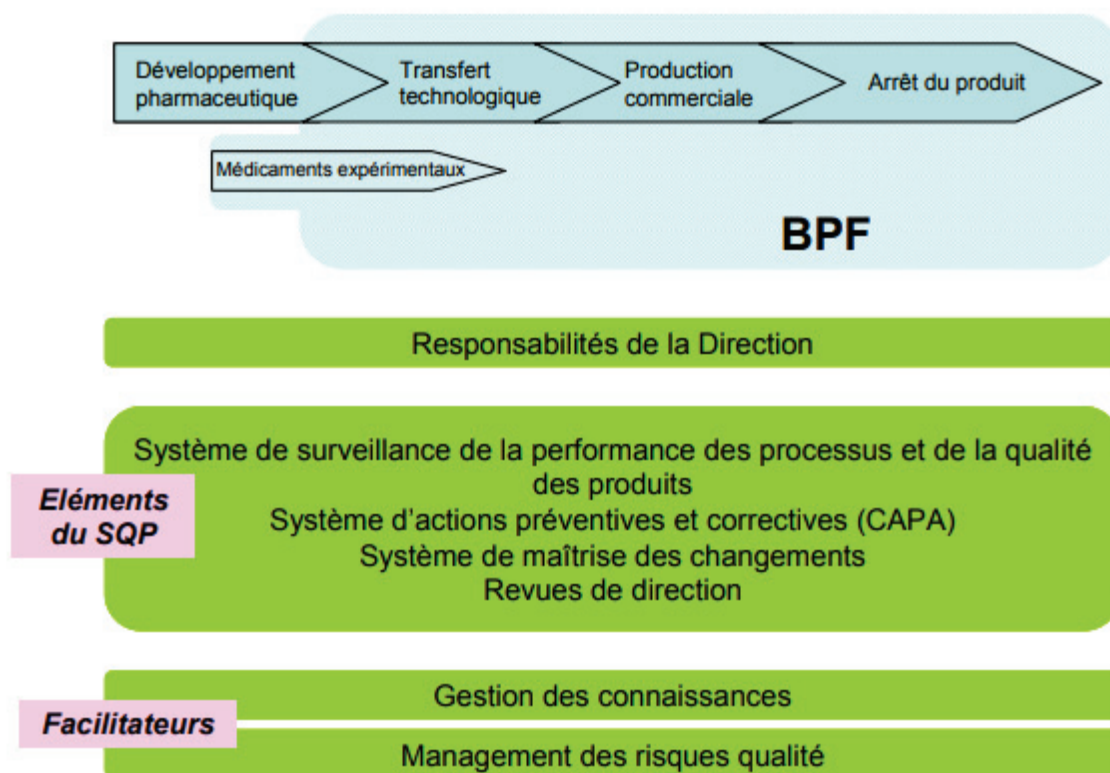 Développement
pharmaceutique
Transfert
technologique
Production
commerciale
Arrêt du produit
Médicaments expérimentaux
BPF
Responsabilités de la Direction
Eléments
du SQP
Système de surveillance de la performance des processus et de la qualité
des produits
Système d'actions préventives et correctives (CAPA)
Système de maîtrise des changements
Revues de direction
Facilitateurs
Gestion des connaissances
Management des risques qualité